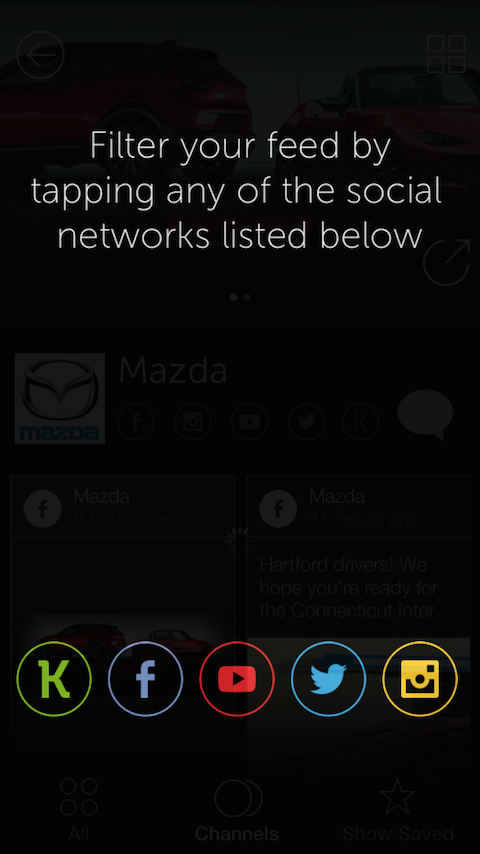 Filter your feed by
tapping any of the social
networks listed below
Mazda
mazda
Mazda
3 hours ago
Mazda
11 hours ago
Hartford drivers! We
hope you're ready for
the Connecticut Inter...
All
Channels
Show Saved